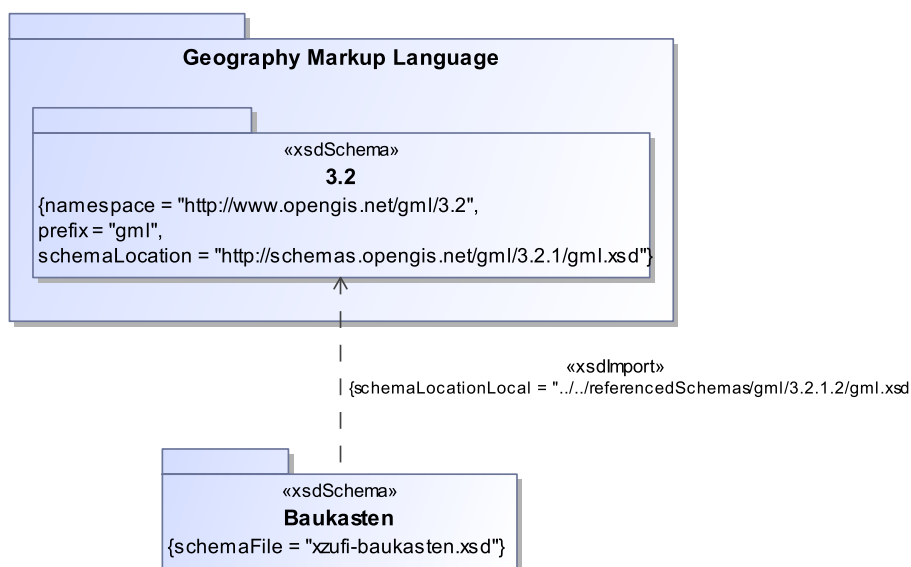 Geography Markup Language
«xsdSchema»
3.2
{namespace = "http://www.opengis.net/gml/3.2",
prefix = "gml",
schemaLocation = "http://schemas.opengis.net/gml/3.2.1/gml.xsd"}
«xsdImport»
{schemaLocationLocal = "../../referencedSchemas/gml/3.2.1.2/gml.xsd
«xsdSchema»
Baukasten
{schemaFile = "xzufi-baukasten.xsd"}